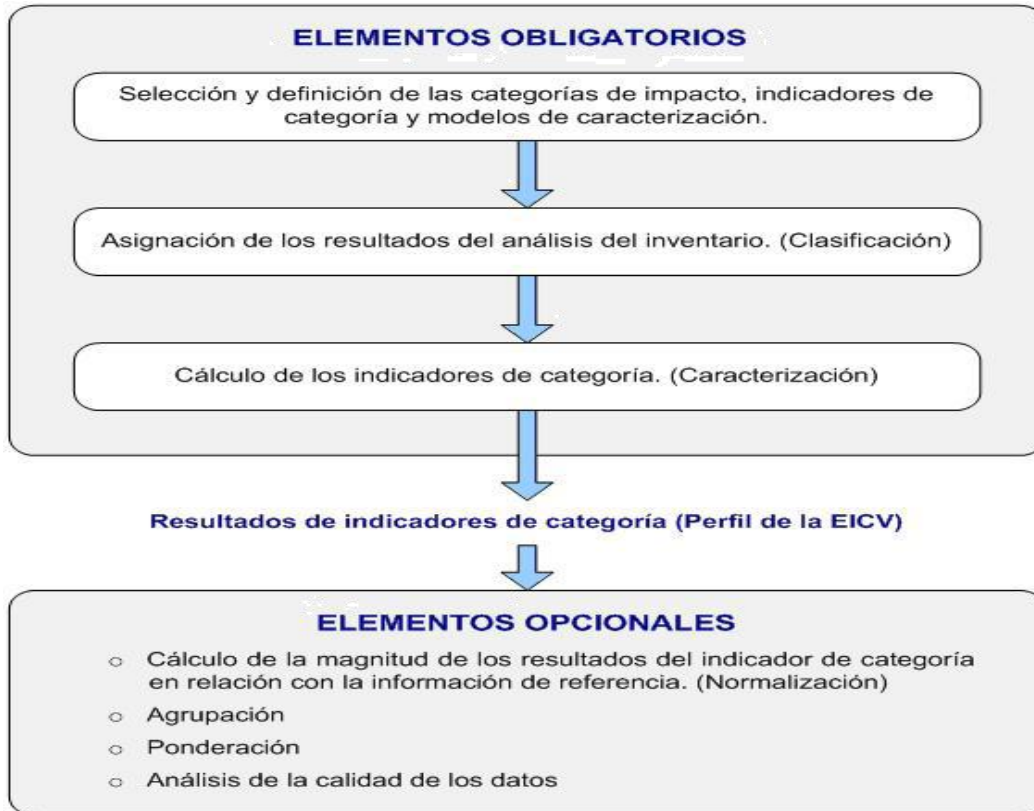 ELEMENTOS OBLIGATORIOS
Selección y definición de las categorías de impacto, indicadores de
categoría y modelos de caracterización.
Asignación de los resultados del análisis del inventario. (Clasificación)
Cálculo de los indicadores de categoría. (Caracterización)
Resultados de indicadores de categoría (Perfil de la EICV)
ELEMENTOS OPCIONALES
o Cálculo de la magnitud de los resultados del indicador de categoría
en relación con la información de referencia. (Normalización)
o Agrupación
o Ponderación
o Análisis de la calidad de los datos